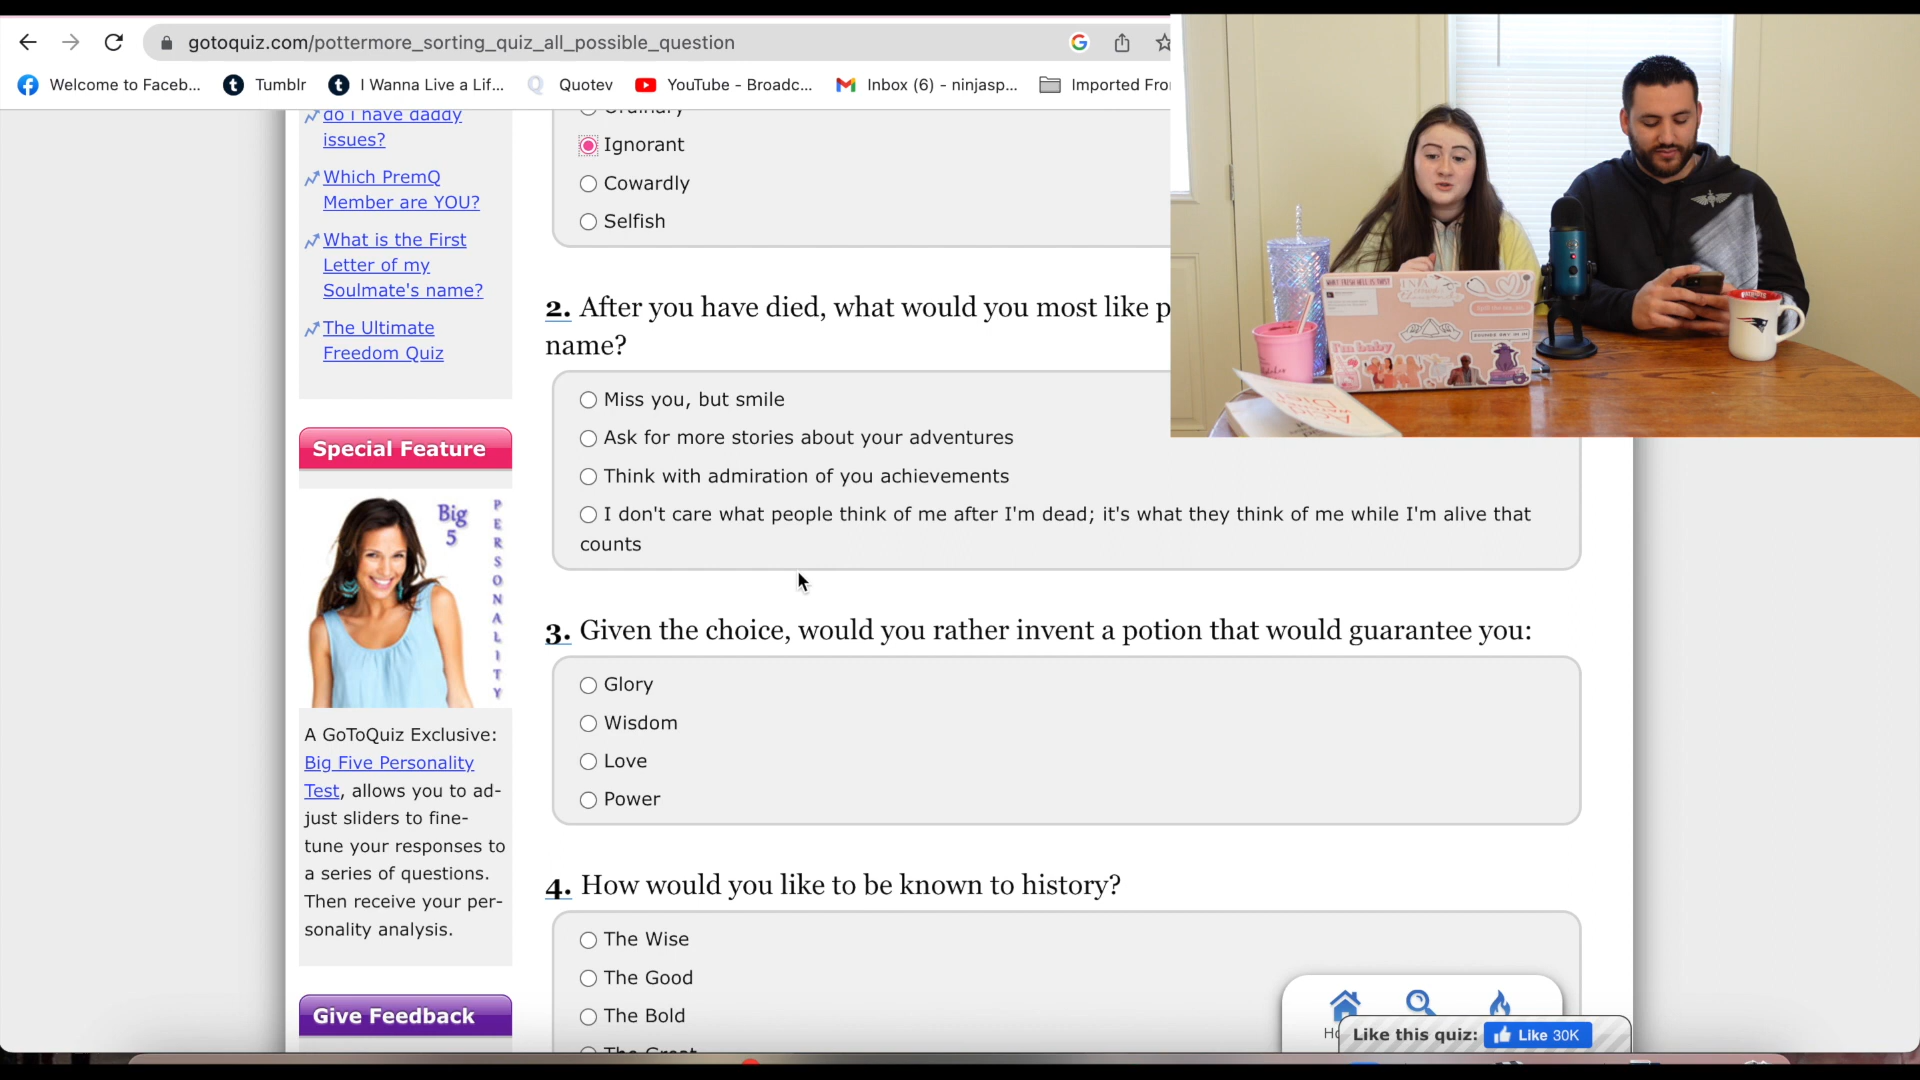 gotoquiz.com/pottermore_sorting_quiz_all_possible_question
Welcome to Faceb...
Tumblr
I Wanna Live a Lif...
Quotev
YouTube - Broadc...
Inbox (6) - ninjasp...
Imported Fro
do i have daddy
issues?
Which PremQ
Member are YOU?
What is the First
Letter of my
Soulmate's name?
The Ultimate
Freedom Quiz
Special Feature
Big
5
PERSONALITY
A GoToQuiz Exclusive:
Big Five Personality
Test, allows you to ad-
just sliders to fine-
tune your responses to
a series of questions.
Then receive your per-
sonality analysis.
Give Feedback
Ordinary
Ignorant
Cowardly
Selfish
2. After you have died, what would you most like p
name?
Miss you, but smile
Ask for more stories about your adventures
Think with admiration of you achievements
I don't care what people think of me after I'm dead; it's what they think of me while I'm alive that
counts
3. Given the choice, would you rather invent a potion that would guarantee you:
Glory
Wisdom
Love
Power
4. How would you like to be known to history?
The Wise
The Good
The Bold
The Great
Like this quiz:
Like 30K
I'm baby